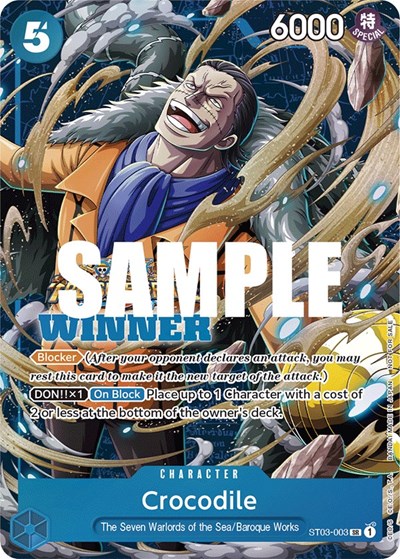 5
6000
特
SPECIAL
SAMPLE
WINNER
Blocker (After your opponent declares an attack, you may
rest this card to make it the new target of the attack.)
DON!!×1 On Block Place up to 1 Character with a cost of
2 or less at the bottom of the owner's deck.
CHARACTER
Crocodile
The Seven Warlords of the Sea/Baroque Works
ST03-003 SR 1